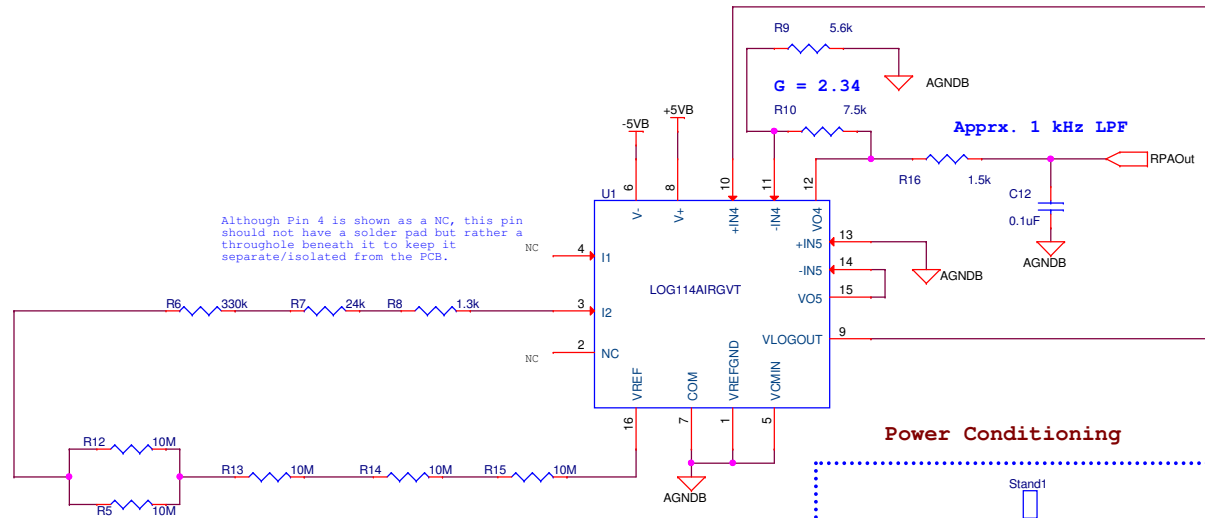 R9 5.6k
AGNDB
G = 2.34
R10 7.5k
-5VB +5VB
Apprx. 1 kHz LPF
RPAOut
R16 1.5k
C12
0.1uF
AGNDB
6 8 10 11 12
U1
V- V+ +IN4 -IN4 VO4
Although Pin 4 is shown as a NC, this pin
should not have a solder pad but rather a
throughole beneath it to keep it
separate/isolated from the PCB.
NC 4 I1
+IN5 13
AGNDB
-IN5 14
LOG114AIRGVT
VO5 15
R6 330k R7 24k R8 1.3k 3 I2
VLOGOUT 9
NC 2 NC
VREF COM VREFGND VCMIN
16 7 1 5
AGNDB
R12 10M
R13 10M R14 10M R15 10M
R5 10M
Power Conditioning
Stand1